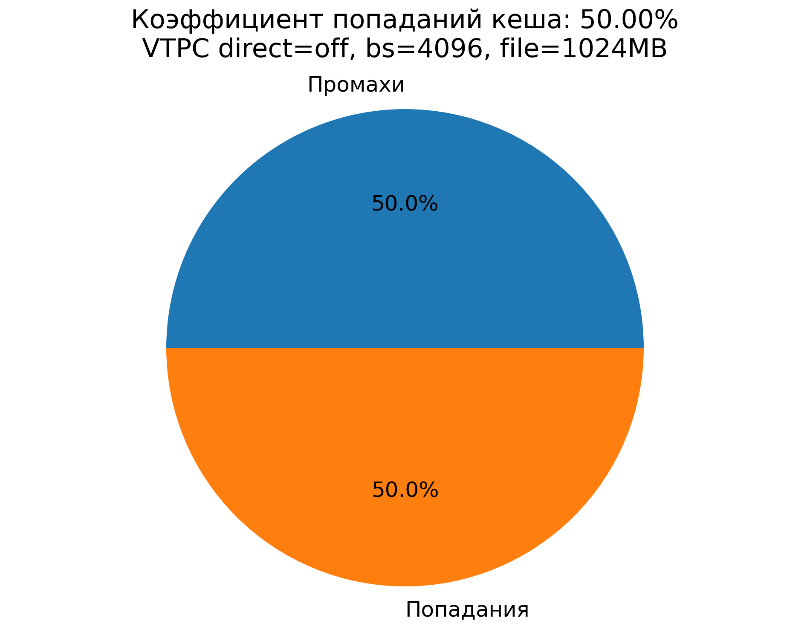 Коэффициент попаданий кеша: 50.00%
VTPC direct=off, bs=4096, file=1024MB
Промахи
50.0%
50.0%
Попадания